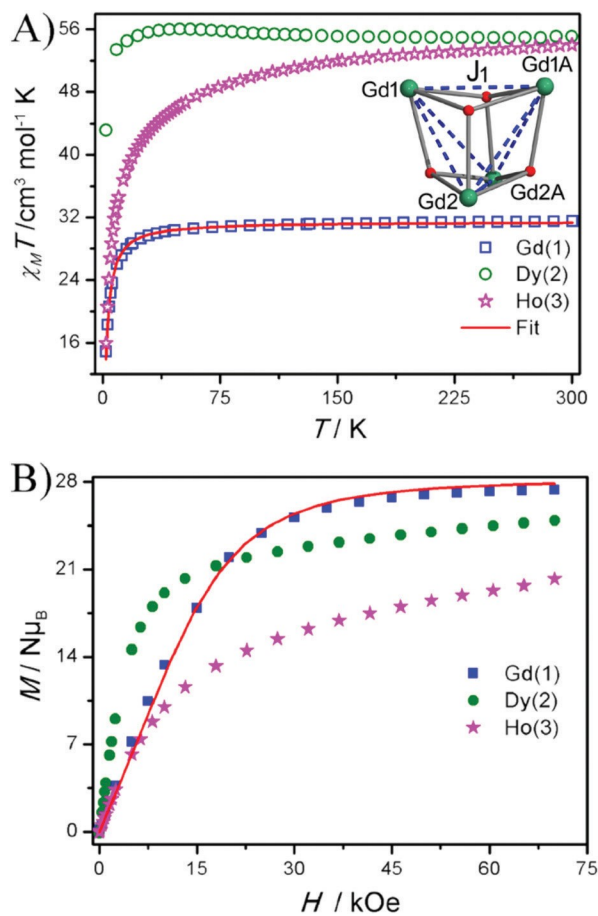 A)
56
48
40
32
24
16
χMT/cm³ mol⁻¹ K
J₁
Gd1
Gd1A
Gd2
Gd2A
Gd(1)
Dy(2)
Ho(3)
Fit
0
75
150
225
300
T / K
B)
28
21
14
7
0
M / NμB
Gd(1)
Dy(2)
Ho(3)
0
15
30
45
60
75
H / kOe